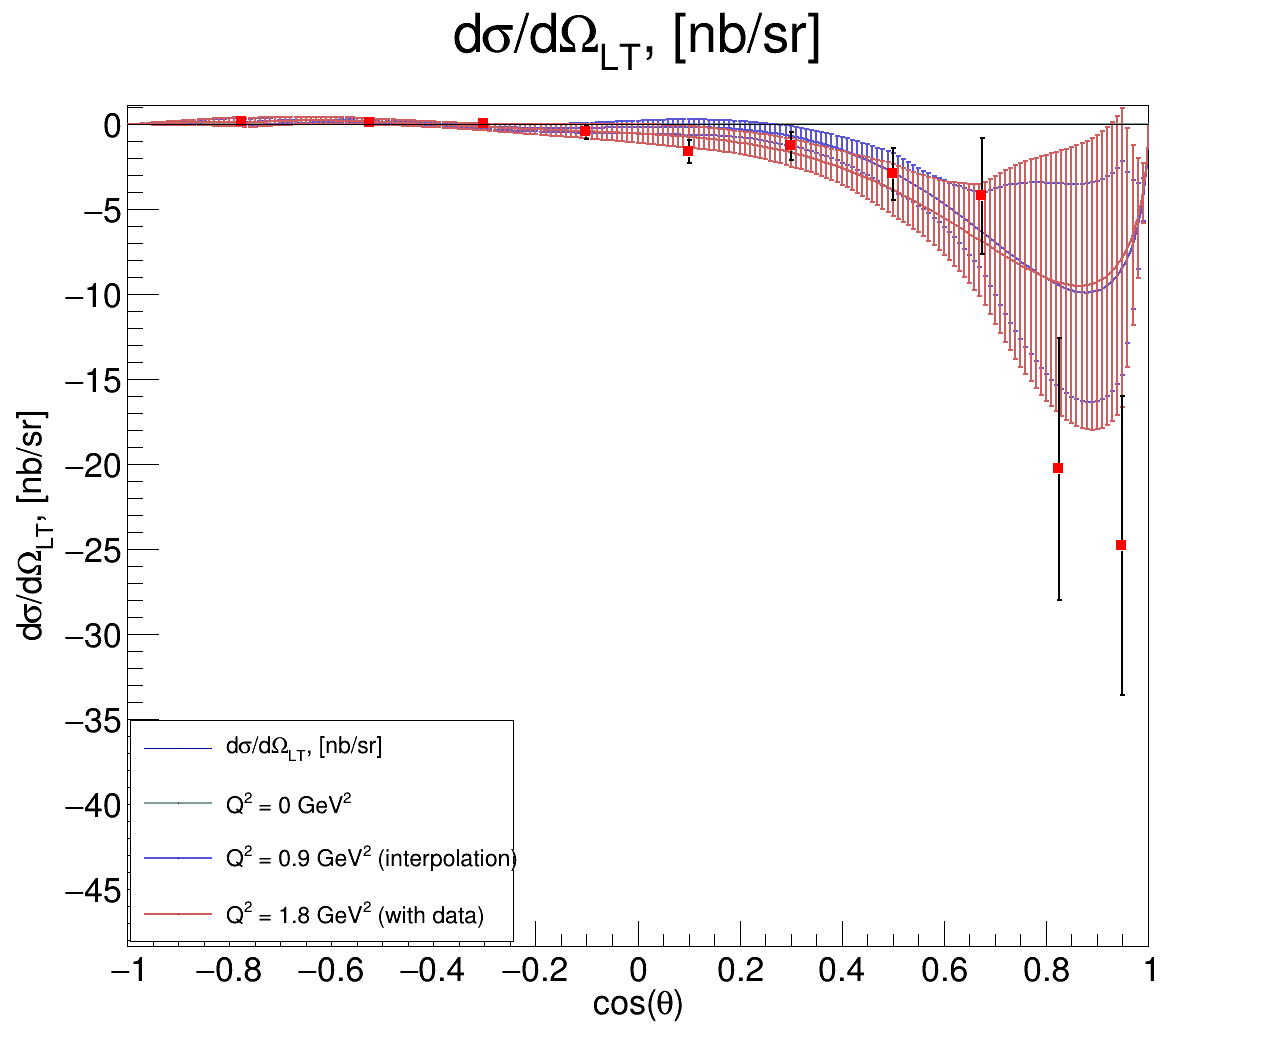 dσ/dΩLT, [nb/sr]
dσ/dΩLT, [nb/sr]
0
−5
−10
−15
−20
−25
−30
−35
−40
−45
dσ/dΩLT, [nb/sr]
Q² = 0 GeV²
Q² = 0.9 GeV² (interpolation)
Q² = 1.8 GeV² (with data)
−1 −0.8 −0.6 −0.4 −0.2 0 0.2 0.4 0.6 0.8 1
cos(θ)